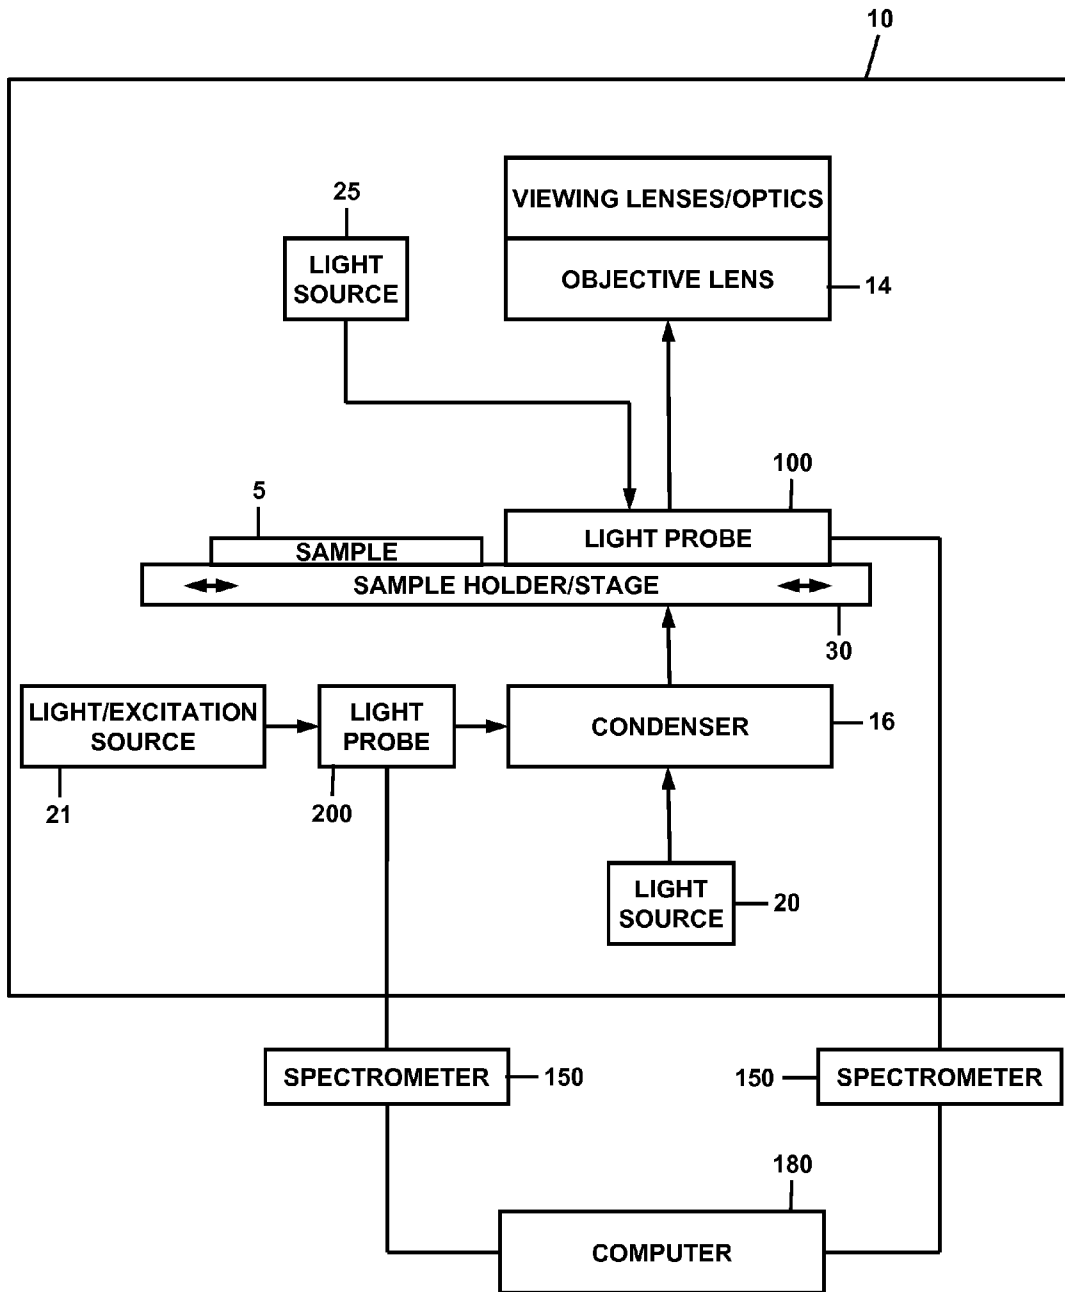 10
VIEWING LENSES/OPTICS
25
LIGHT
SOURCE
OBJECTIVE LENS
14
100
5
LIGHT PROBE
SAMPLE
SAMPLE HOLDER/STAGE
30
LIGHT/EXCITATION
SOURCE
LIGHT
PROBE
CONDENSER
16
21
200
LIGHT
SOURCE
20
SPECTROMETER
150
150
SPECTROMETER
180
COMPUTER